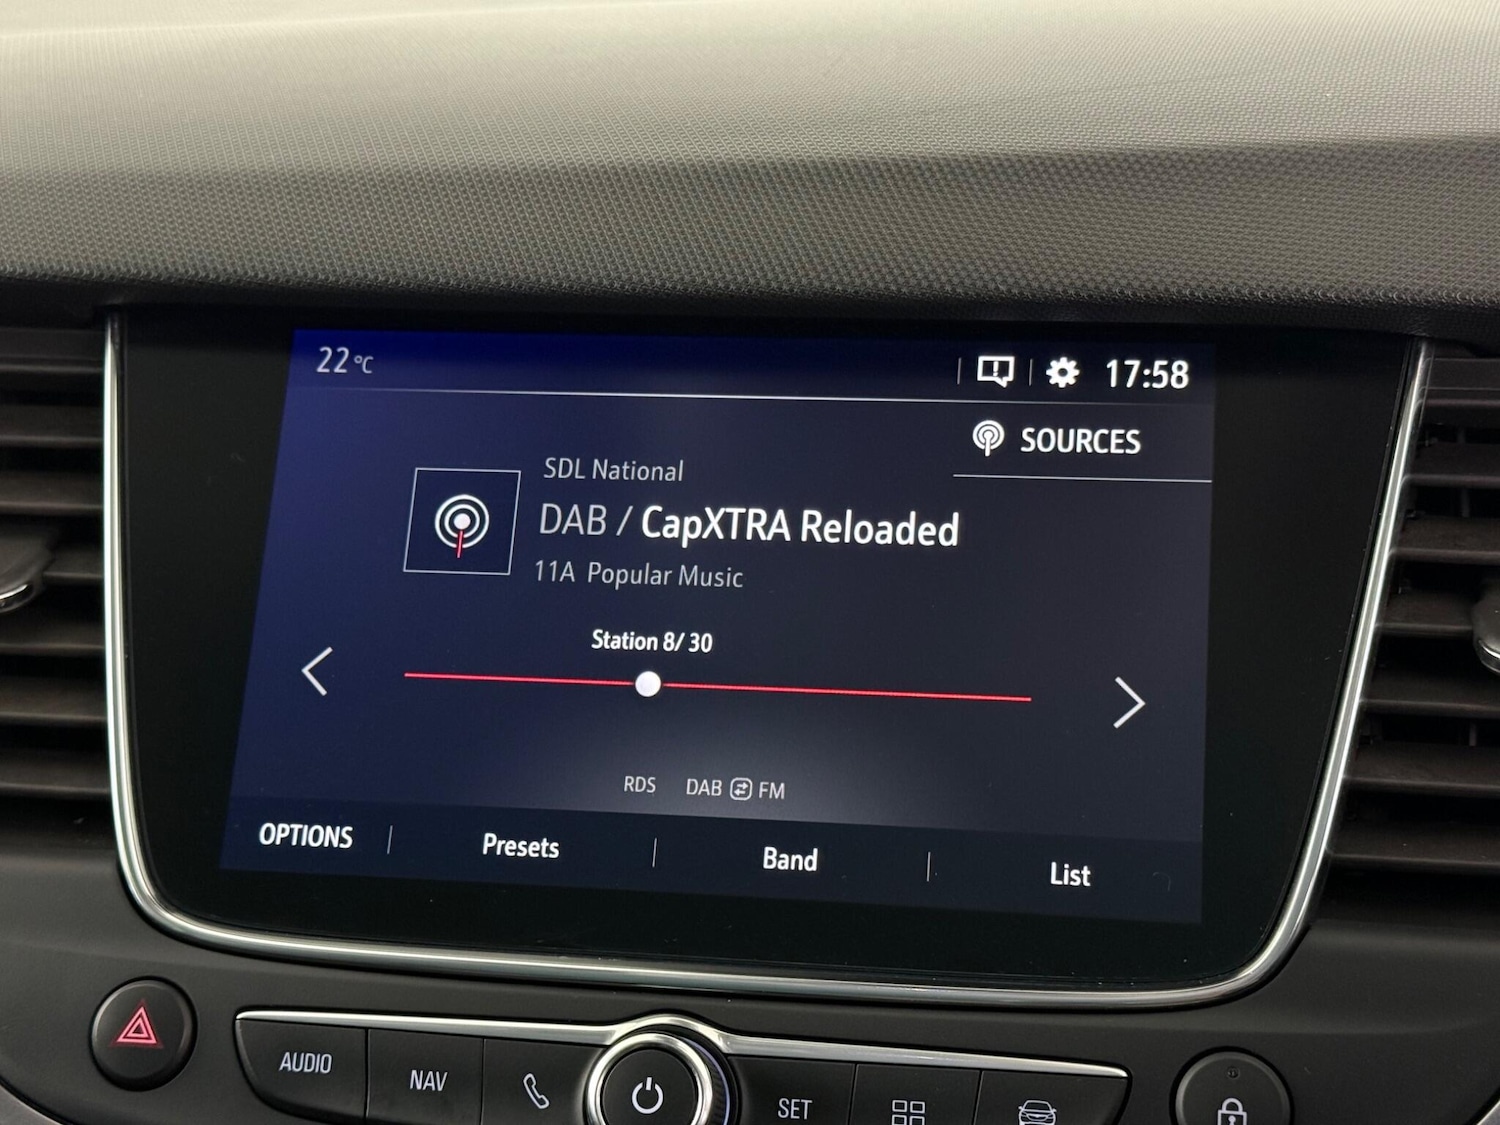 22°C
17:58
SOURCES
SDL National
DAB / CapXTRA Reloaded
11A Popular Music
Station 8/ 30
RDS DAB FM
OPTIONS Presets Band List
AUDIO NAV SET